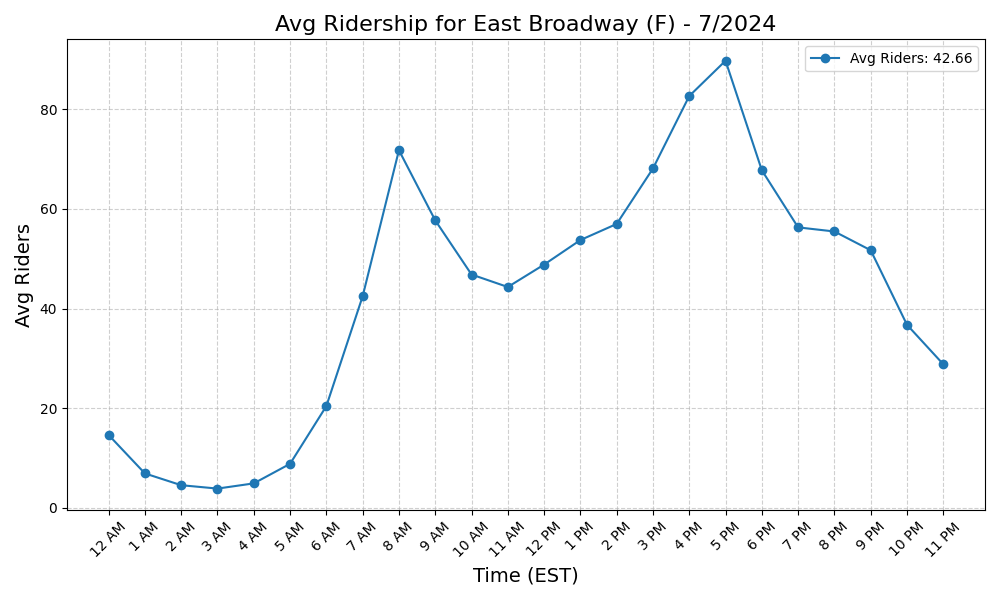 Avg Ridership for East Broadway (F) - 7/2024
Avg Riders: 42.66
Avg Riders
80
60
40
20
0
12 AM
1 AM
2 AM
3 AM
4 AM
5 AM
6 AM
7 AM
8 AM
9 AM
10 AM
11 AM
12 PM
1 PM
2 PM
3 PM
4 PM
5 PM
6 PM
7 PM
8 PM
9 PM
10 PM
11 PM
Time (EST)